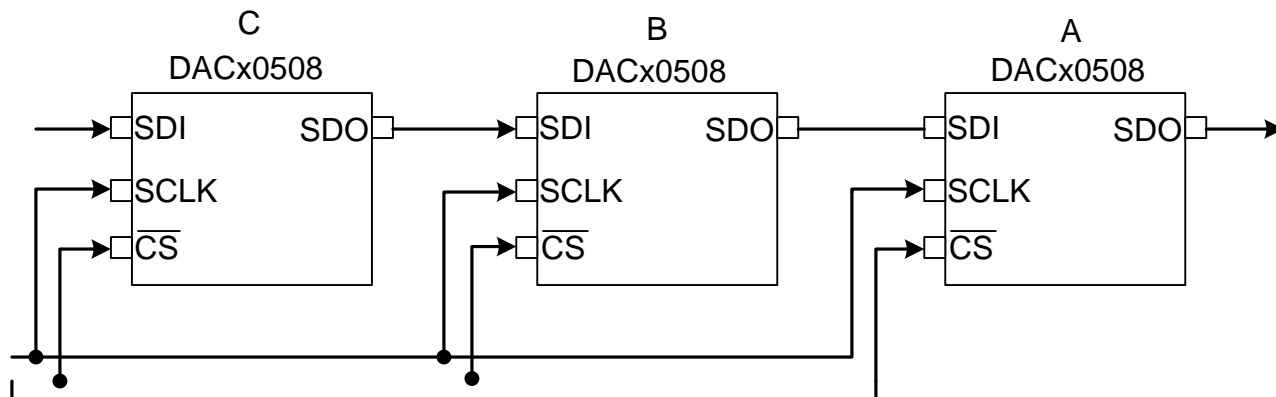 C
DACx0508
SDI
SDO
SCLK
CS
B
DACx0508
SDI
SDO
SCLK
CS
A
DACx0508
SDI
SDO
SCLK
CS